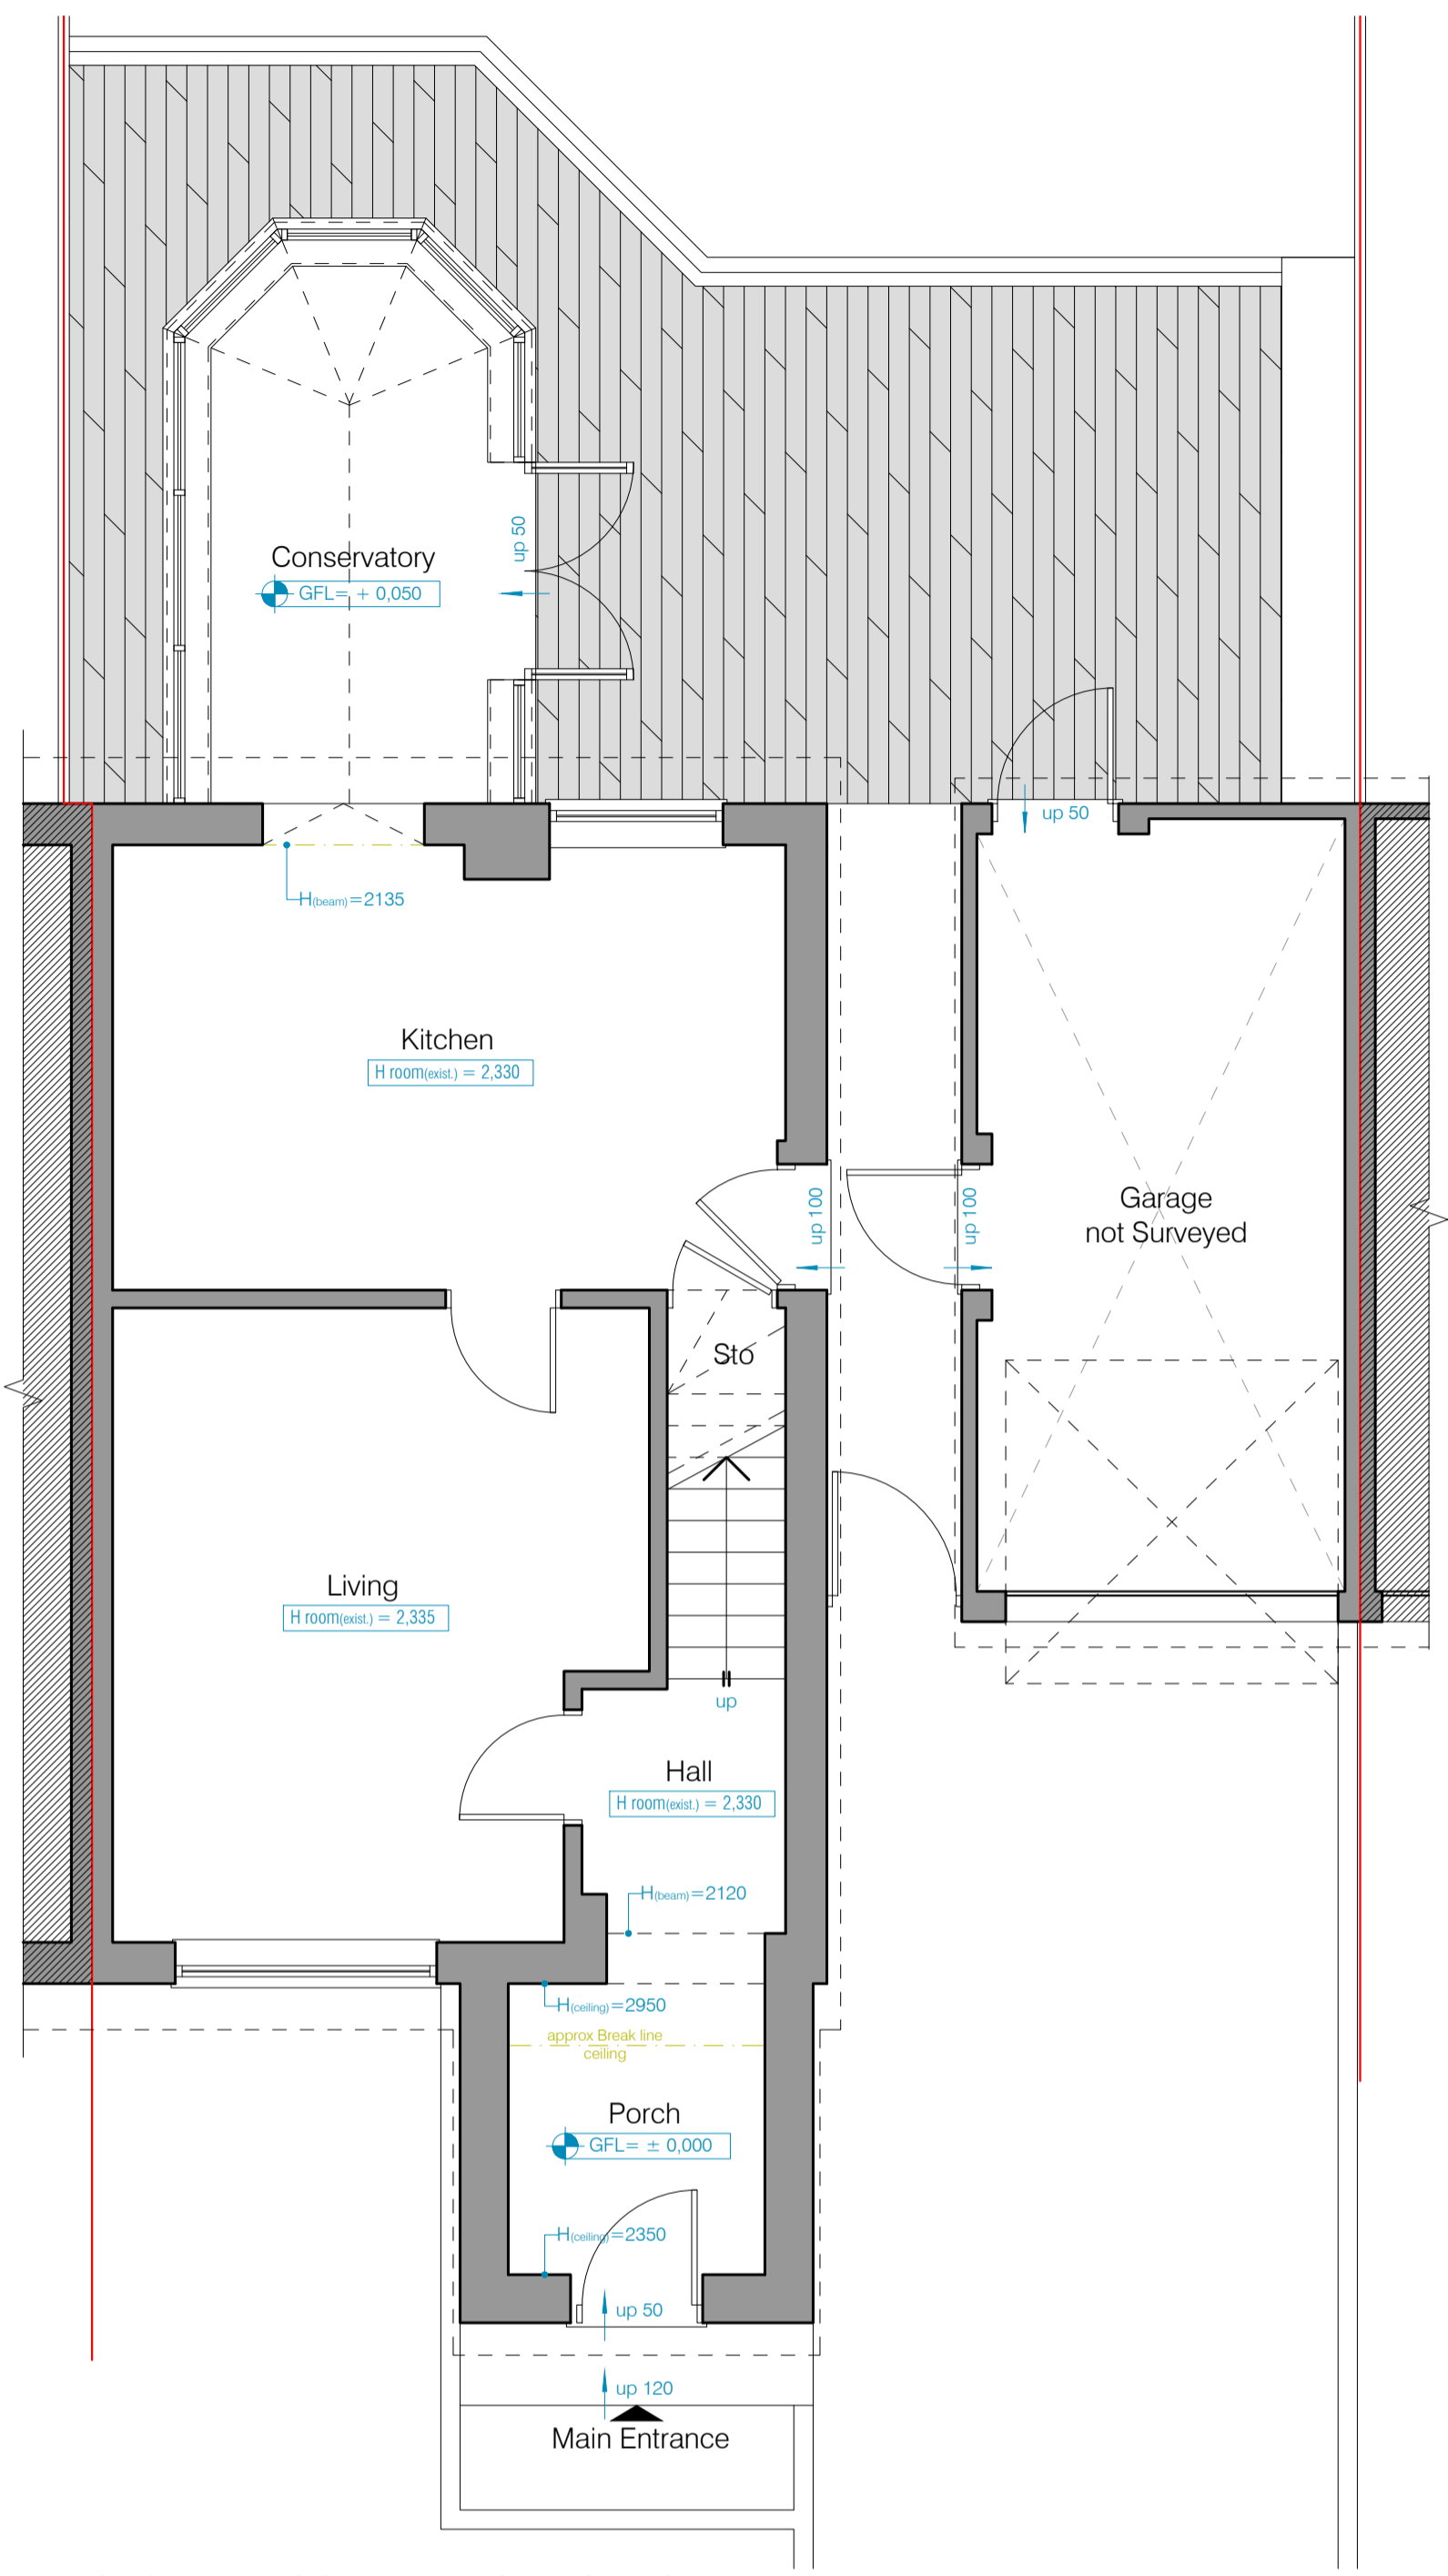 up 50
Conservatory
GFL= + 0,050
up 50
H(beam)=2135
Kitchen
H room(exist.) = 2,330
up 100
up 100
Garage
not Surveyed
Sto
Living
H room(exist.) = 2,335
up
Hall
H room(exist.) = 2,330
H(beam)=2120
H(ceiling)=2950
approx Break line
ceiling
Porch
GFL= ± 0,000
H(ceiling)=2350
up 50
up 120
Main Entrance